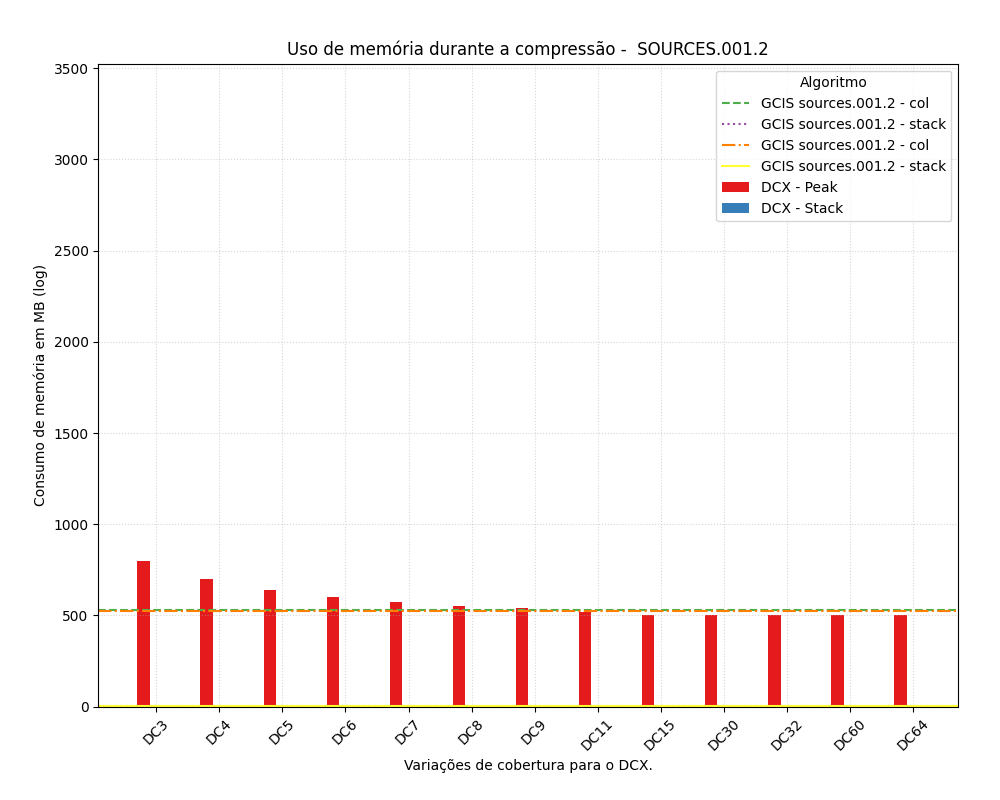 Uso de memória durante a compressão -  SOURCES.001.2
Algoritmo
GCIS sources.001.2 - col
GCIS sources.001.2 - stack
GCIS sources.001.2 - col
GCIS sources.001.2 - stack
DCX - Peak
DCX - Stack
Consumo de memória em MB (log)
3500
3000
2500
2000
1500
1000
500
0
DC3
DC4
DC5
DC6
DC7
DC8
DC9
DC11
DC15
DC30
DC32
DC60
DC64
Variações de cobertura para o DCX.